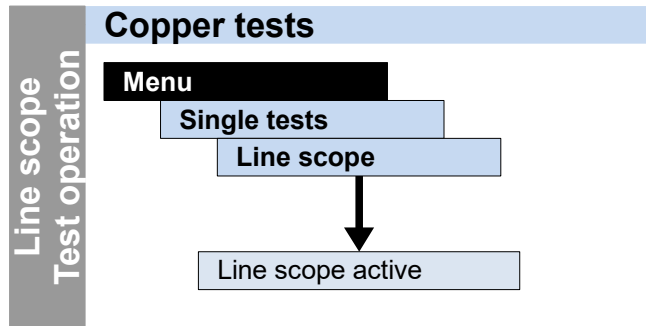 Line scope
Test operation
Copper tests
Menu
Single tests
Line scope
Line scope active